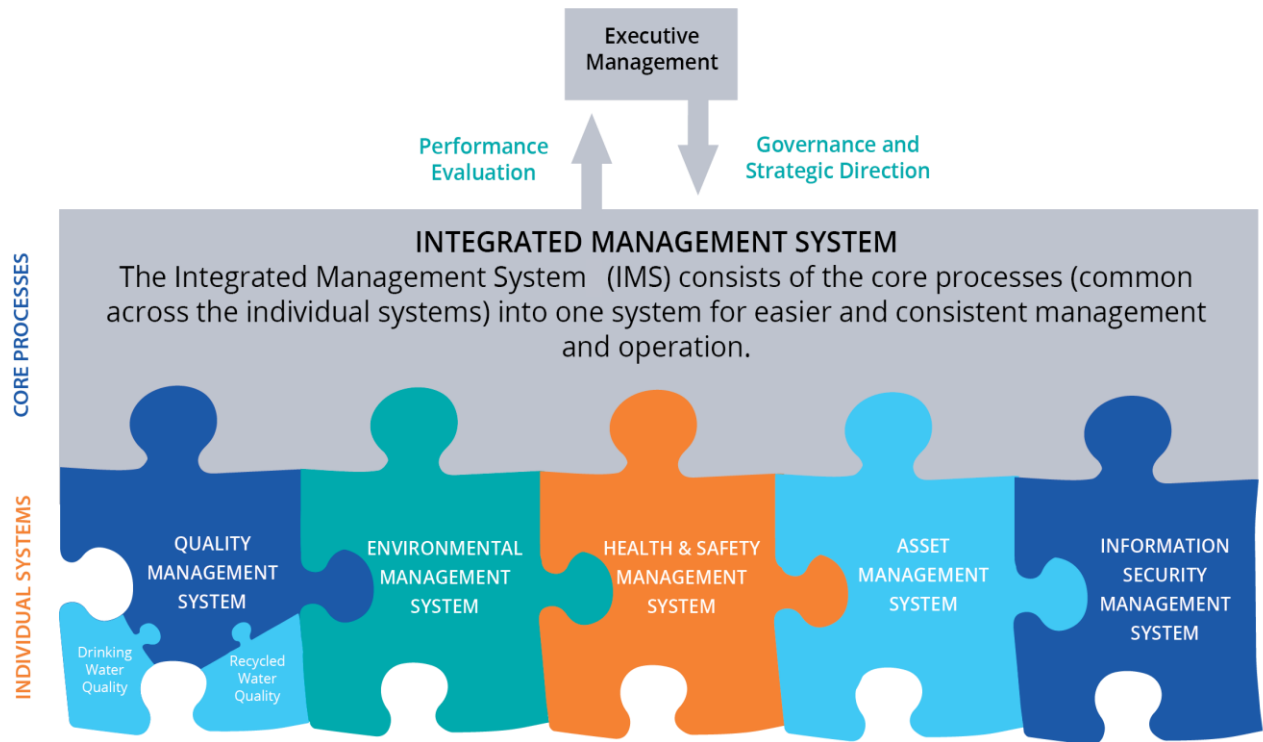 Executive
Management
Performance
Evaluation
Governance and
Strategic Direction
INTEGRATED MANAGEMENT SYSTEM
The Integrated Management System (IMS) consists of the core processes (common
across the individual systems) into one system for easier and consistent management
and operation.
CORE PROCESSES
INDIVIDUAL SYSTEMS
QUALITY
MANAGEMENT
SYSTEM
Drinking
Water
Quality
Recycled
Water
Quality
ENVIRONMENTAL
MANAGEMENT
SYSTEM
HEALTH & SAFETY
MANAGEMENT
SYSTEM
ASSET
MANAGEMENT
SYSTEM
INFORMATION
SECURITY
MANAGEMENT
SYSTEM